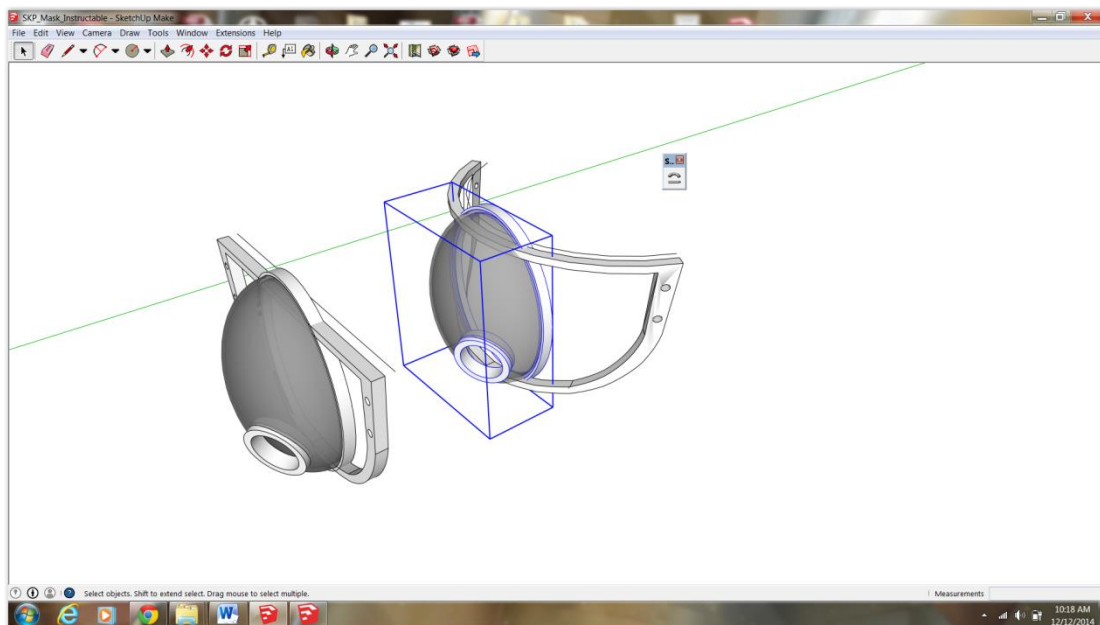 SKP_Mask_Instructable - SketchUp Make
File Edit View Camera Draw Tools Window Extensions Help
A1
s...
Select objects. Shift to extend select. Drag mouse to select multiple.
Measurements
W
10:18 AM
12/12/2014